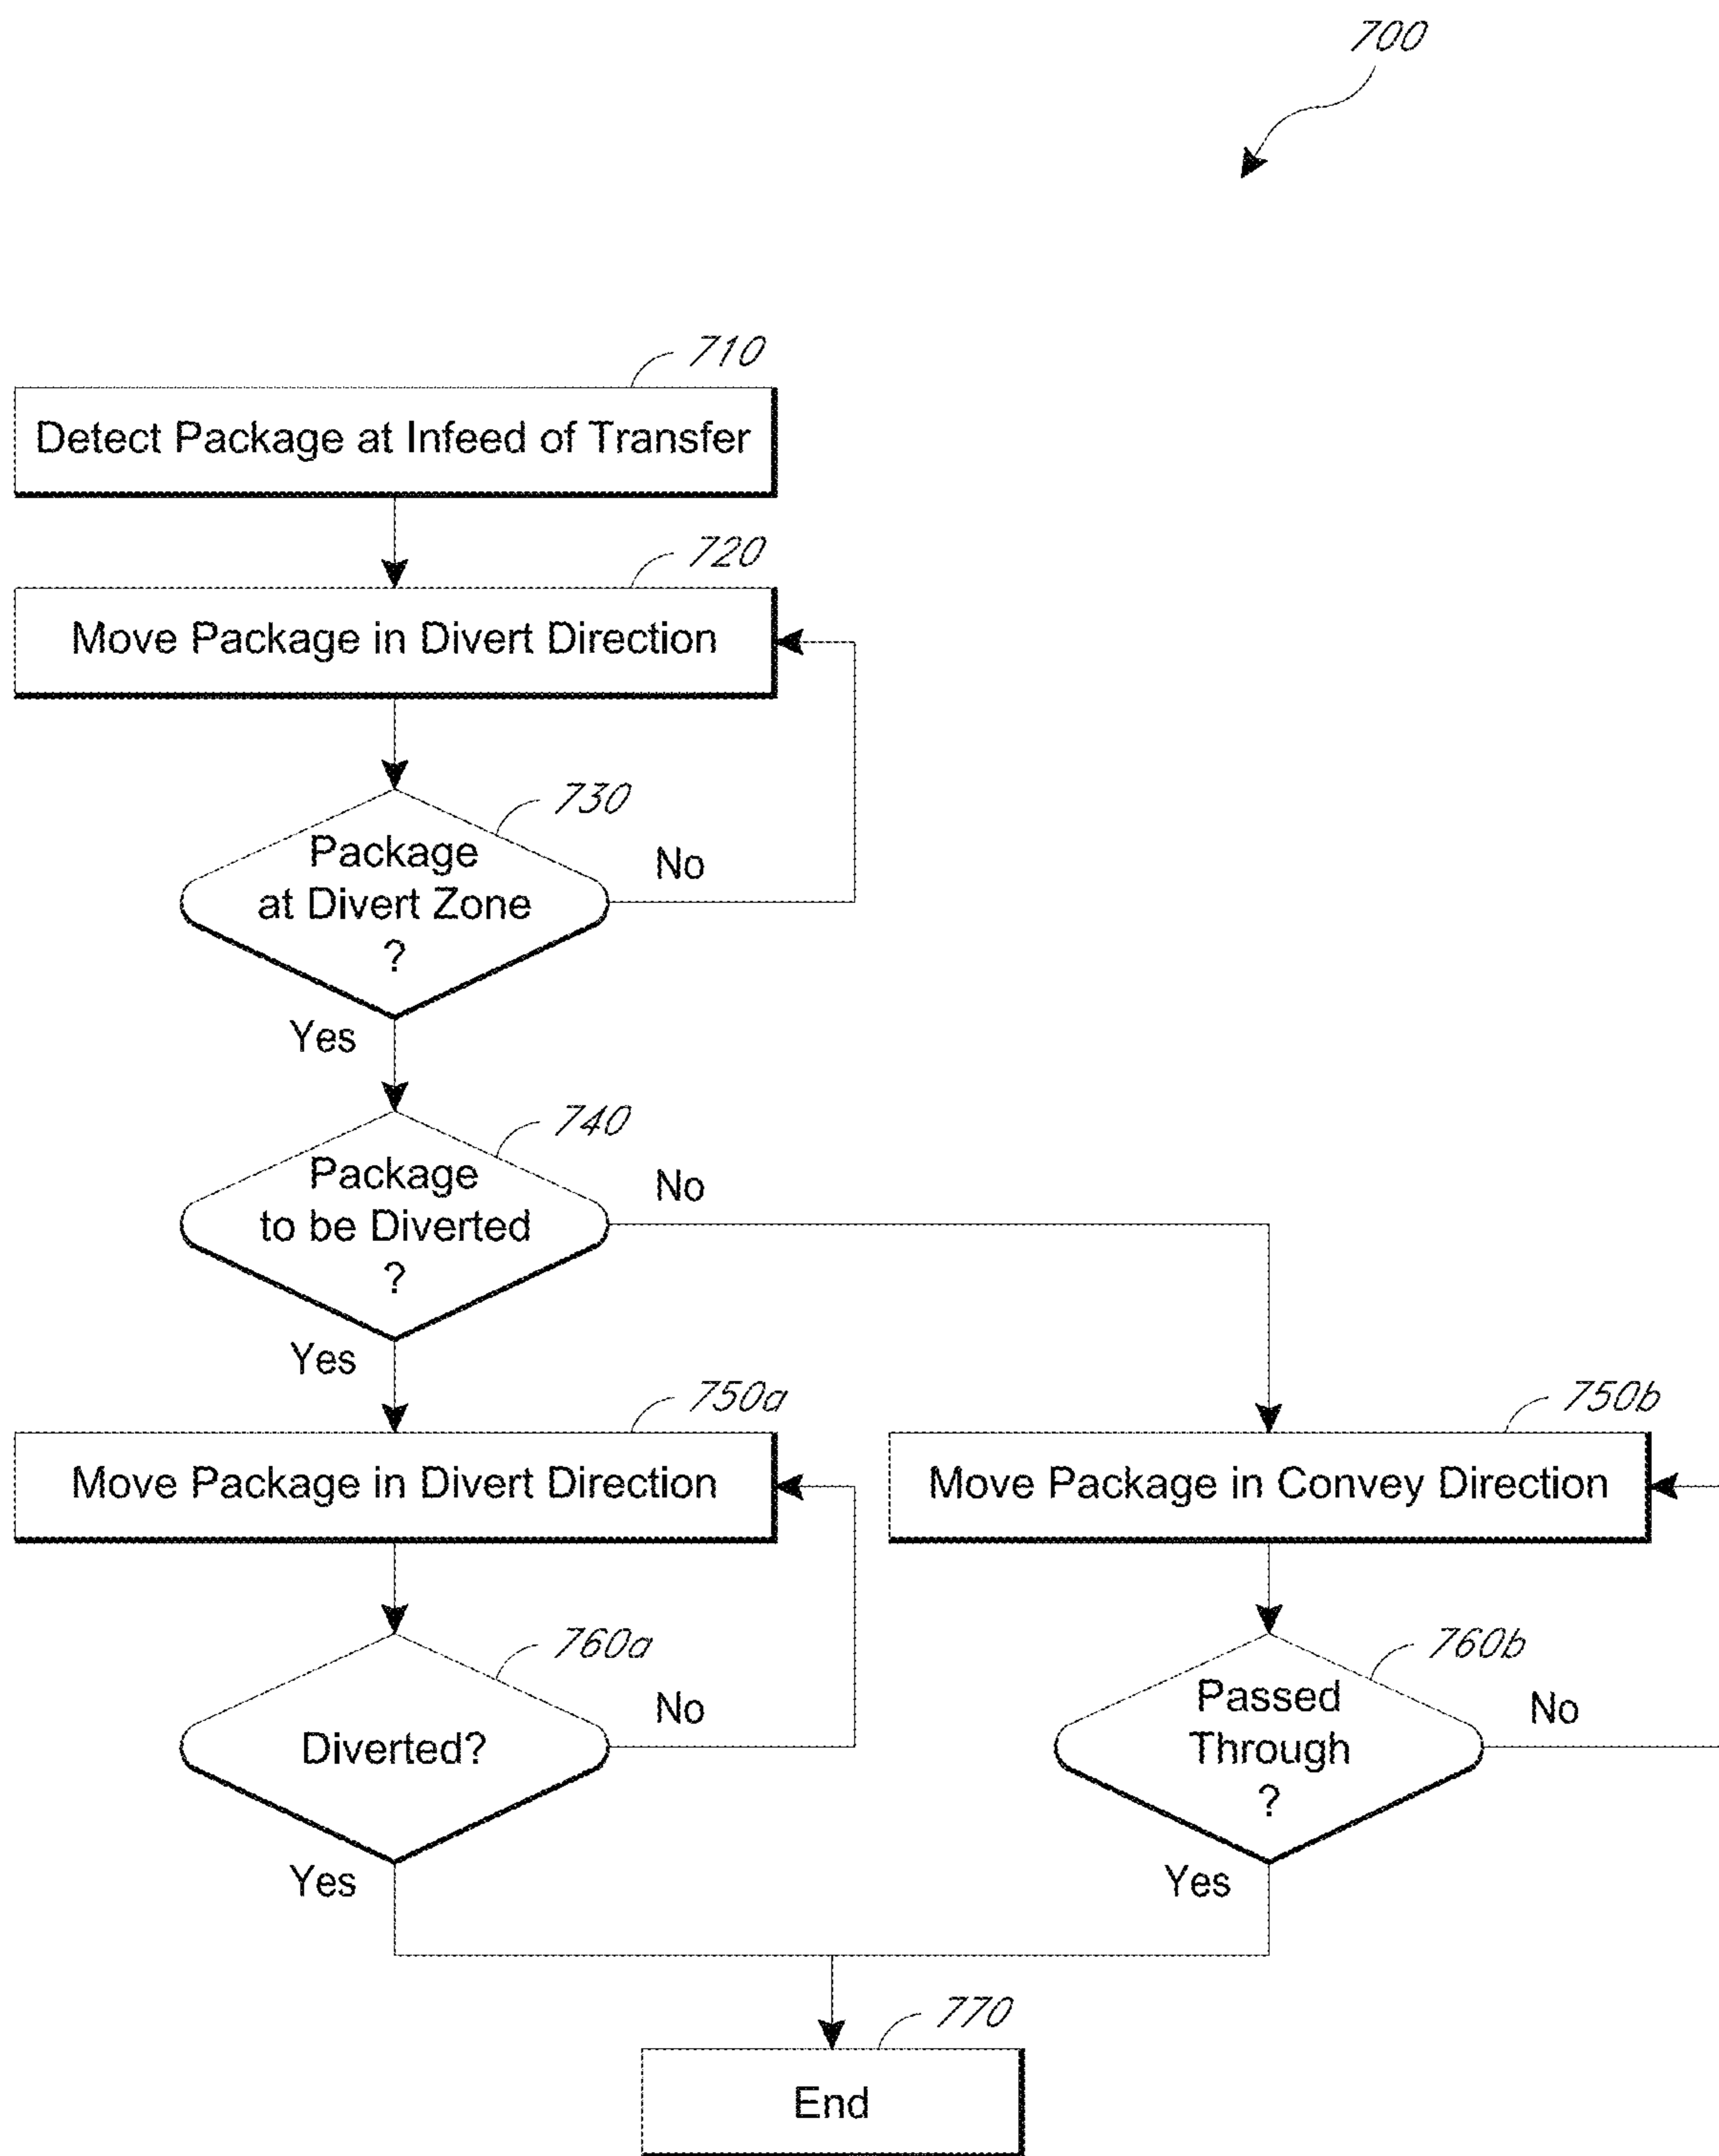 700
710
Detect Package at Infeed of Transfer
720
Move Package in Divert Direction
730
Package
at Divert Zone
?
No
Yes
740
Package
to be Diverted
?
No
Yes
750a
Move Package in Divert Direction
750b
Move Package in Convey Direction
760a
Diverted?
No
Yes
760b
Passed
Through
?
No
Yes
770
End